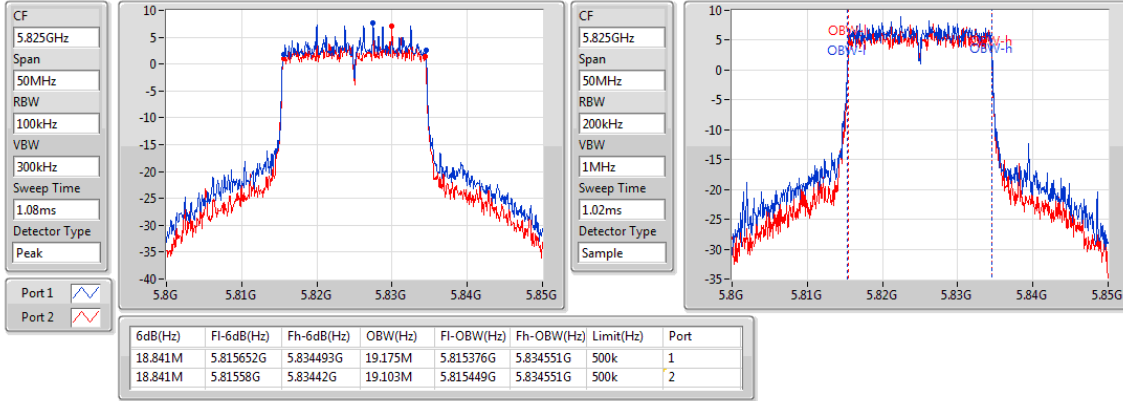 CF
5.825GHz
Span
50MHz
RBW
100kHz
VBW
300kHz
Sweep Time
1.08ms
Detector Type
Peak
Port 1
Port 2
10
5
0
-5
-10
-15
-20
-25
-30
-35
-40
5.8G 5.81G 5.82G 5.83G 5.84G 5.85G
CF
5.825GHz
Span
50MHz
RBW
200kHz
VBW
1MHz
Sweep Time
1.02ms
Detector Type
Sample
10
5
0
-5
-10
-15
-20
-25
-30
-35
OBW-l OBW-h
5.8G 5.81G 5.82G 5.83G 5.84G 5.85G
6dB(Hz) Fl-6dB(Hz) Fh-6dB(Hz) OBW(Hz) Fl-OBW(Hz) Fh-OBW(Hz) Limit(Hz) Port
18.841M 5.815652G 5.834493G 19.175M 5.815376G 5.834551G 500k 1
18.841M 5.81558G 5.83442G 19.103M 5.815449G 5.834551G 500k 2